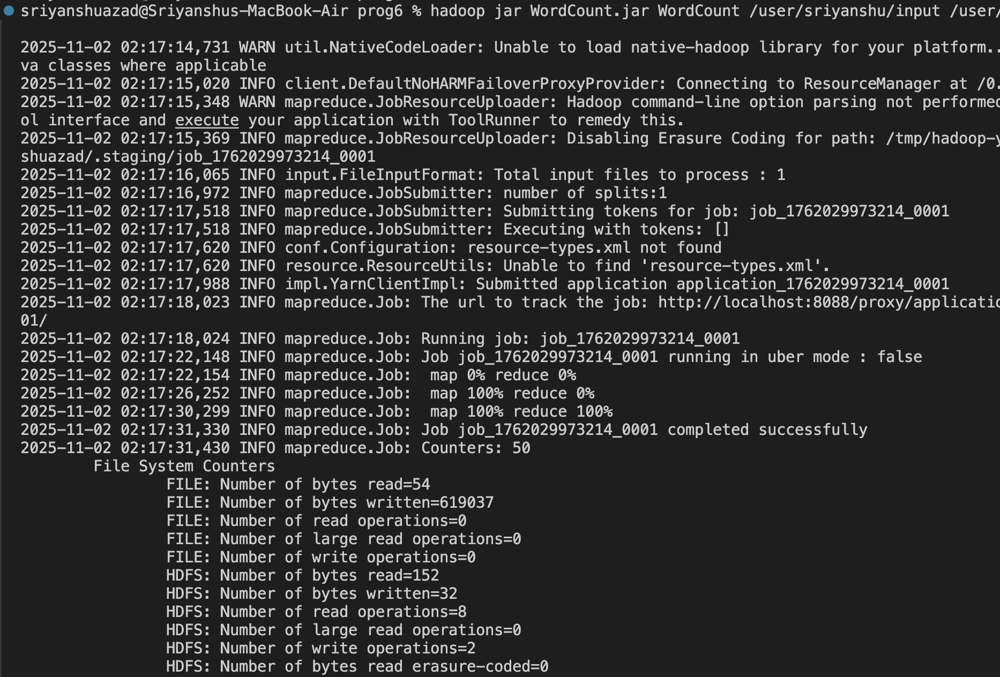 sriyanshuazad@Sriyanshus-MacBook-Air prog6 % hadoop jar WordCount.jar WordCount /user/sriyanshu/input /user/
2025-11-02 02:17:14,731 WARN util.NativeCodeLoader: Unable to load native-hadoop library for your platform..
va classes where applicable
2025-11-02 02:17:15,020 INFO client.DefaultNoHARMFailoverProxyProvider: Connecting to ResourceManager at /0.
2025-11-02 02:17:15,348 WARN mapreduce.JobResourceUploader: Hadoop command-line option parsing not performed
ol interface and execute your application with ToolRunner to remedy this.
2025-11-02 02:17:15,369 INFO mapreduce.JobResourceUploader: Disabling Erasure Coding for path: /tmp/hadoop-y
shuazad/.staging/job_1762029973214_0001
2025-11-02 02:17:16,065 INFO input.FileInputFormat: Total input files to process : 1
2025-11-02 02:17:16,972 INFO mapreduce.JobSubmitter: number of splits:1
2025-11-02 02:17:17,518 INFO mapreduce.JobSubmitter: Submitting tokens for job: job_1762029973214_0001
2025-11-02 02:17:17,518 INFO mapreduce.JobSubmitter: Executing with tokens: []
2025-11-02 02:17:17,620 INFO conf.Configuration: resource-types.xml not found
2025-11-02 02:17:17,620 INFO resource.ResourceUtils: Unable to find 'resource-types.xml'.
2025-11-02 02:17:17,988 INFO impl.YarnClientImpl: Submitted application application_1762029973214_0001
2025-11-02 02:17:18,023 INFO mapreduce.Job: The url to track the job: http://localhost:8088/proxy/applicatio
01/
2025-11-02 02:17:18,024 INFO mapreduce.Job: Running job: job_1762029973214_0001
2025-11-02 02:17:22,148 INFO mapreduce.Job: Job job_1762029973214_0001 running in uber mode : false
2025-11-02 02:17:22,154 INFO mapreduce.Job:  map 0% reduce 0%
2025-11-02 02:17:26,252 INFO mapreduce.Job:  map 100% reduce 0%
2025-11-02 02:17:30,299 INFO mapreduce.Job:  map 100% reduce 100%
2025-11-02 02:17:31,330 INFO mapreduce.Job: Job job_1762029973214_0001 completed successfully
2025-11-02 02:17:31,430 INFO mapreduce.Job: Counters: 50
File System Counters
FILE: Number of bytes read=54
FILE: Number of bytes written=619037
FILE: Number of read operations=0
FILE: Number of large read operations=0
FILE: Number of write operations=0
HDFS: Number of bytes read=152
HDFS: Number of bytes written=32
HDFS: Number of read operations=8
HDFS: Number of large read operations=0
HDFS: Number of write operations=2
HDFS: Number of bytes read erasure-coded=0